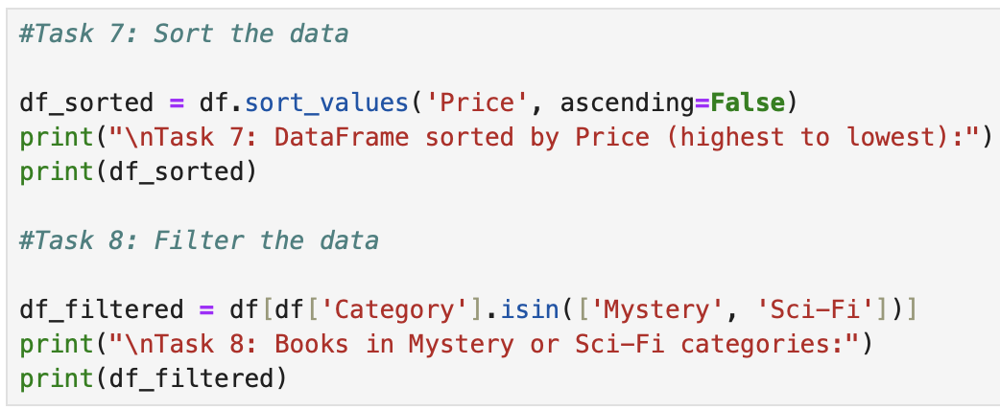 #Task 7: Sort the data
df_sorted = df.sort_values('Price', ascending=False)
print("\nTask 7: DataFrame sorted by Price (highest to lowest):")
print(df_sorted)
#Task 8: Filter the data
df_filtered = df[df['Category'].isin(['Mystery', 'Sci-Fi'])]
print("\nTask 8: Books in Mystery or Sci-Fi categories:")
print(df_filtered)